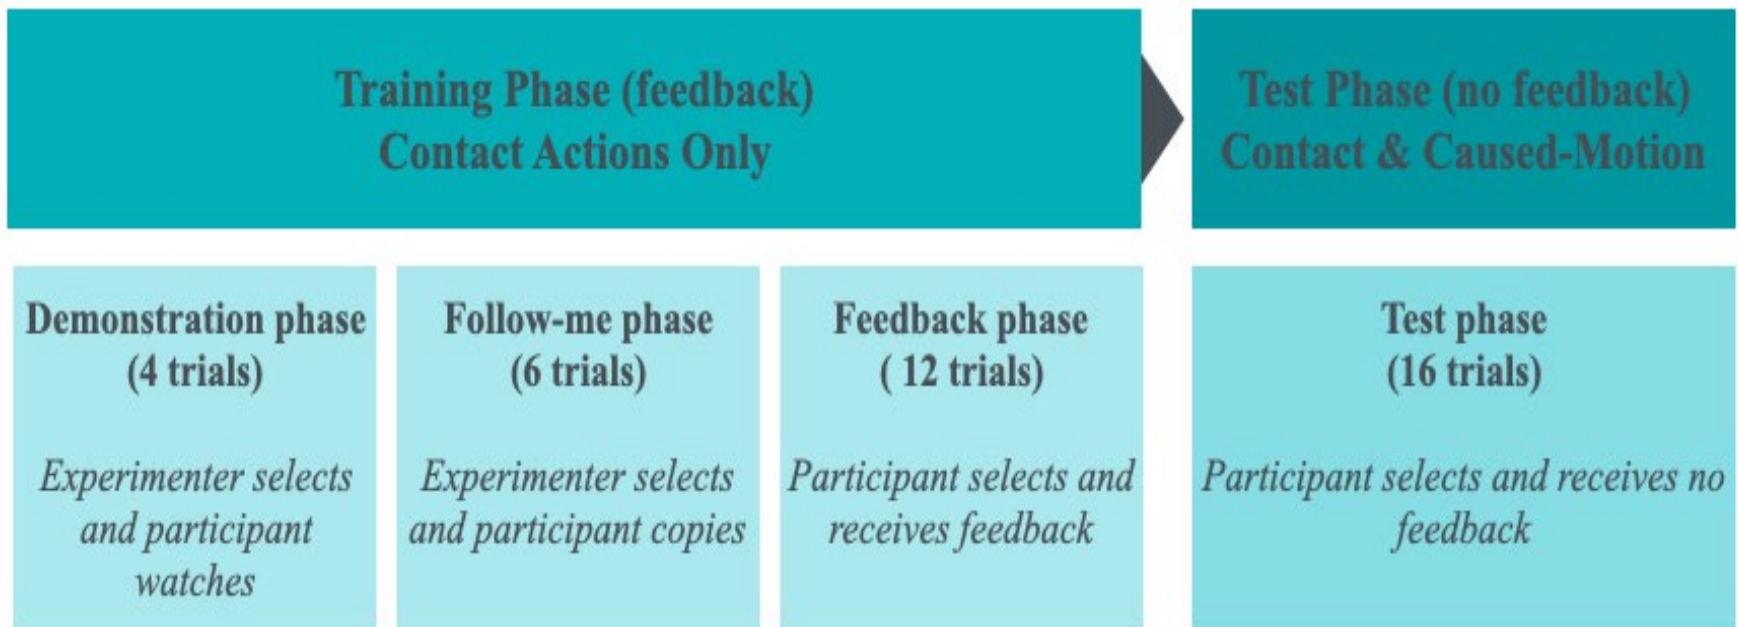 Training Phase (feedback)
Contact Actions Only
Test Phase (no feedback)
Contact & Caused-Motion
Demonstration phase
(4 trials)
Experimenter selects
and participant
watches
Follow-me phase
(6 trials)
Experimenter selects
and participant copies
Feedback phase
( 12 trials)
Participant selects and
receives feedback
Test phase
(16 trials)
Participant selects and receives no
feedback